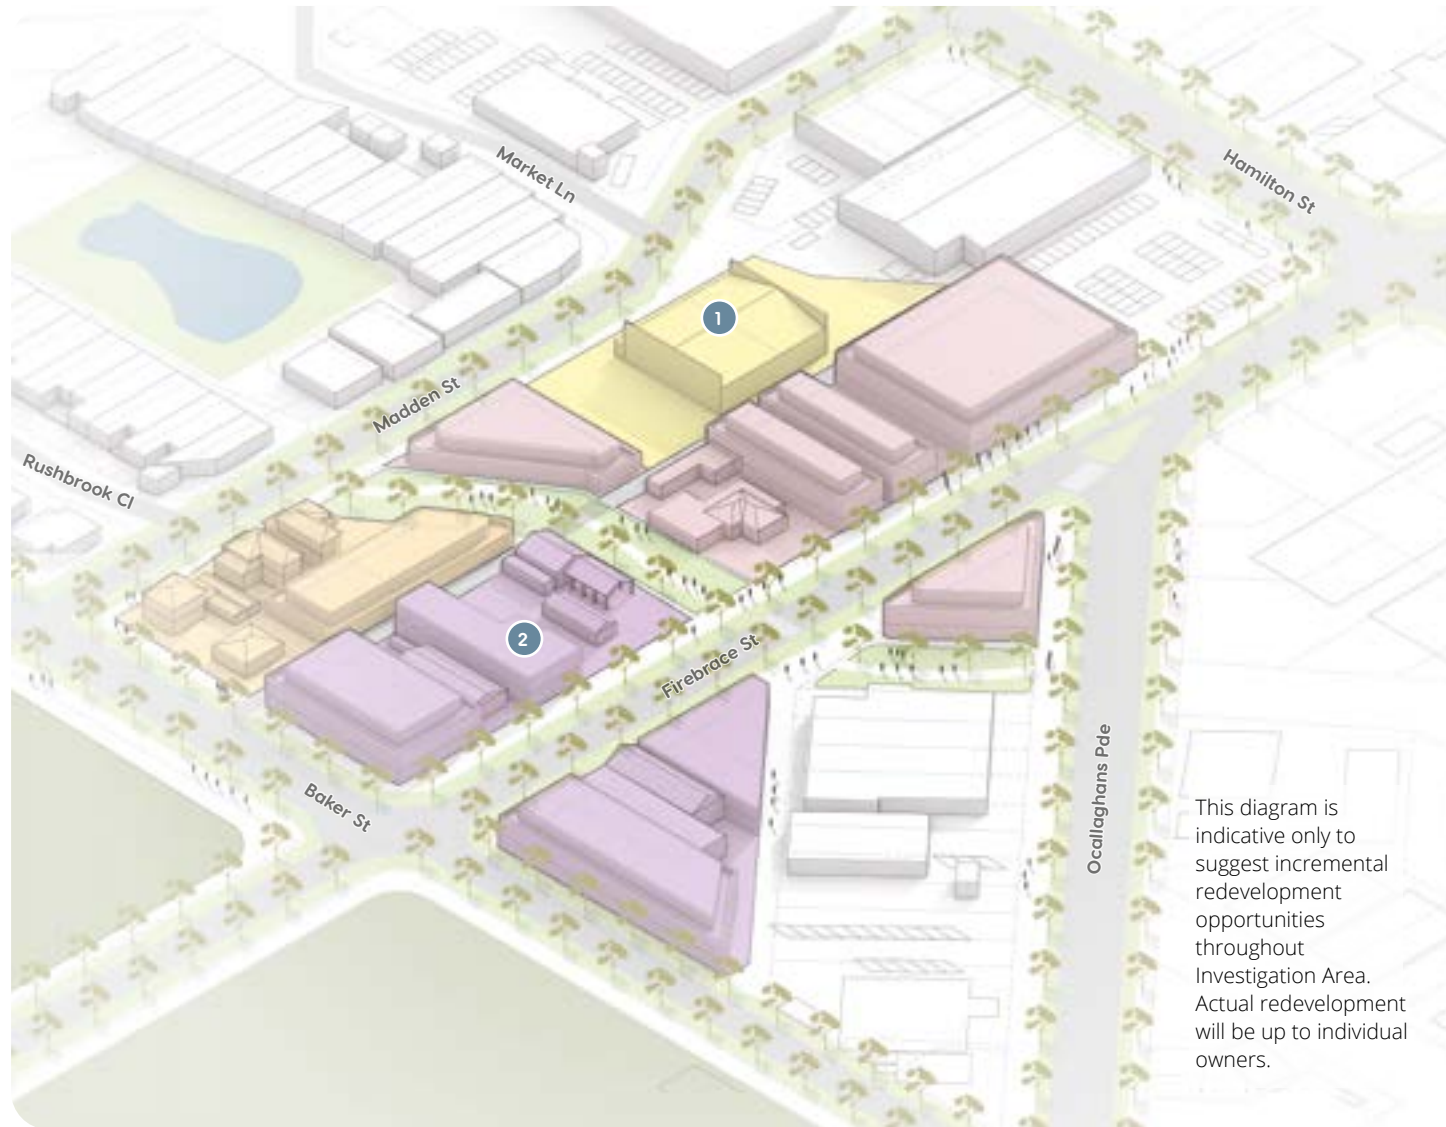 Market Ln
Hamilton St
1
Madden St
Rushbrook Cl
2
Firebrace St
Baker St
Ocallaghans Pde
This diagram is
indicative only to
suggest incremental
redevelopment
opportunities
throughout
Investigation Area.
Actual redevelopment
will be up to individual
owners.